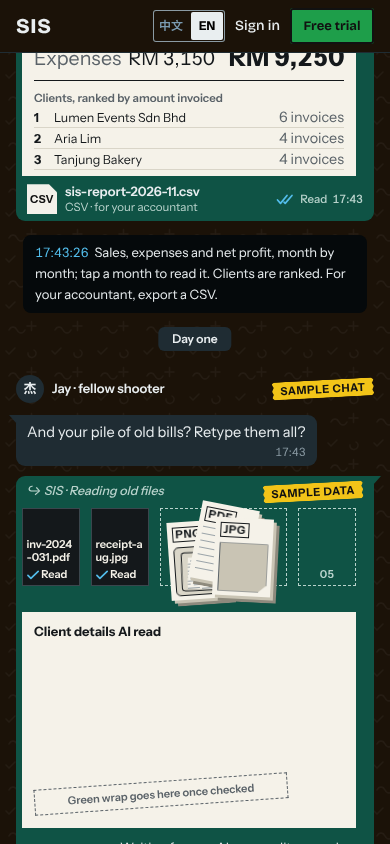 SIS
中文
EN
Sign in
Free trial
Expenses RM 3,150 RM 9,250
Clients, ranked by amount invoiced
1 Lumen Events Sdn Bhd 6 invoices
2 Aria Lim 4 invoices
3 Tanjung Bakery 4 invoices
CSV
sis-report-2026-11.csv
CSV · for your accountant
Read 17:43
17:43:26 Sales, expenses and net profit, month by
month; tap a month to read it. Clients are ranked. For
your accountant, export a CSV.
Day one
杰
Jay · fellow shooter
SAMPLE CHAT
And your pile of old bills? Retype them all?
17:43
SIS · Reading old files
SAMPLE DATA
inv-2024
-031.pdf
Read
receipt-a
ug.jpg
Read
PDF
PNG
JPG
05
Client details AI read
Green wrap goes here once checked